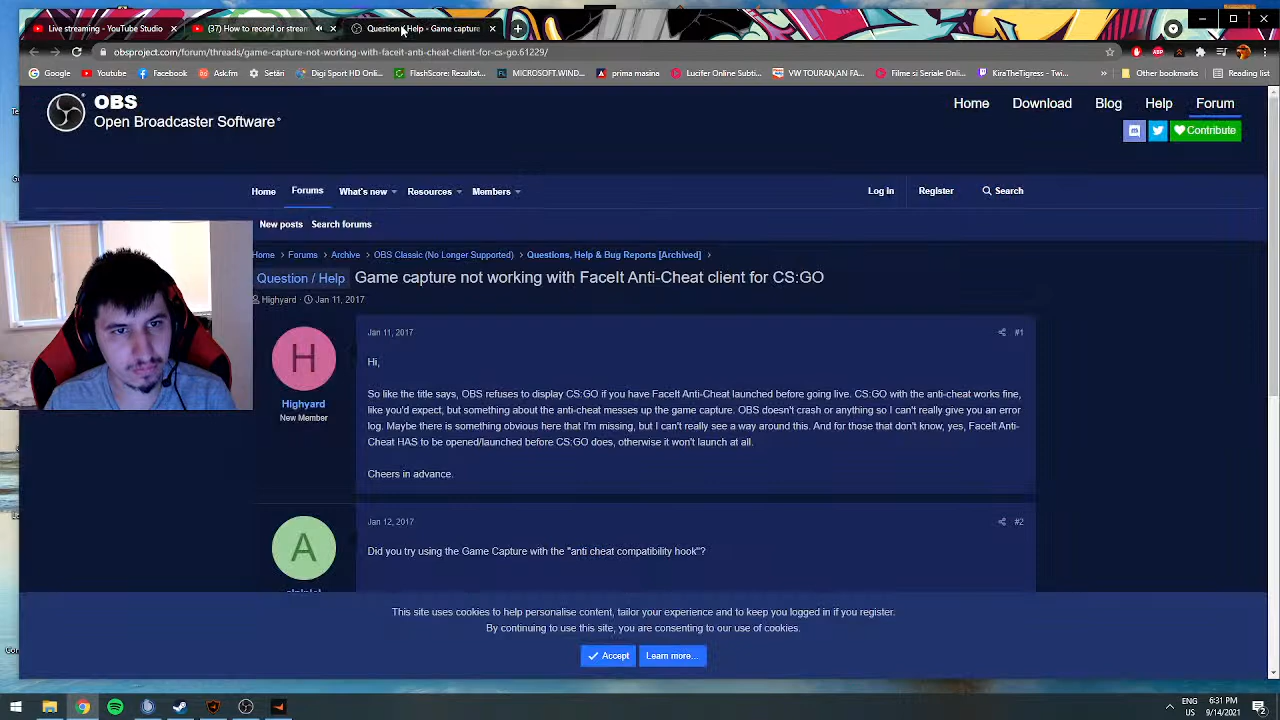 Live streaming - YouTube Studio
(37) How to record or stream
Question / Help - Game capture
obsproject.com/forum/threads/game-capture-not-working-with-faceit-anti-cheat-client-for-cs-go.61229/
Google Youtube Facebook Askfm Setări Digi Sport HD Onl... FlashScore: Rezultat... MICROSOFT.WIND... prima masina Lucifer Online Subti... VW TOURAN,AN FA... Filme si Seriale Onli... KiraTheTigress - Twi... » Other bookmarks Reading list
OBS
Open Broadcaster Software
Home Download Blog Help Forum
Contribute
Home Forums What's new Resources Members Log in Register Search
New posts Search forums
Home > Forums > Archive > OBS Classic (No Longer Supported) > Questions, Help & Bug Reports [Archived] >
Question / Help Game capture not working with FaceIt Anti-Cheat client for CS:GO
Highyard Jan 11, 2017
Jan 11, 2017 #1
H
Highyard
New Member
Hi,
So like the title says, OBS refuses to display CS:GO if you have FaceIt Anti-Cheat launched before going live. CS:GO with the anti-cheat works fine,
like you'd expect, but something about the anti-cheat messes up the game capture. OBS doesn't crash or anything so I can't really give you an error
log. Maybe there is something obvious here that I'm missing, but I can't really see a way around this. And for those that don't know, yes, FaceIt Anti-
Cheat HAS to be opened/launched before CS:GO does, otherwise it won't launch at all.
Cheers in advance.
Jan 12, 2017 #2
A
Did you try using the Game Capture with the "anti cheat compatibility hook"?
This site uses cookies to help personalise content, tailor your experience and to keep you logged in if you register.
By continuing to use this site, you are consenting to our use of cookies.
Accept Learn more...
ENG 6:31 PM
US 9/14/2021